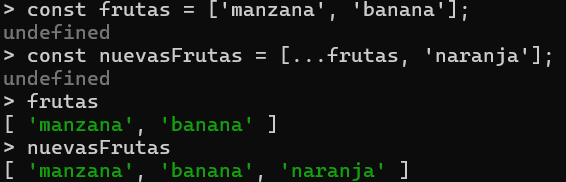 > const frutas = ['manzana', 'banana'];
undefined
> const nuevasFrutas = [...frutas, 'naranja'];
undefined
> frutas
[ 'manzana', 'banana' ]
> nuevasFrutas
[ 'manzana', 'banana', 'naranja' ]